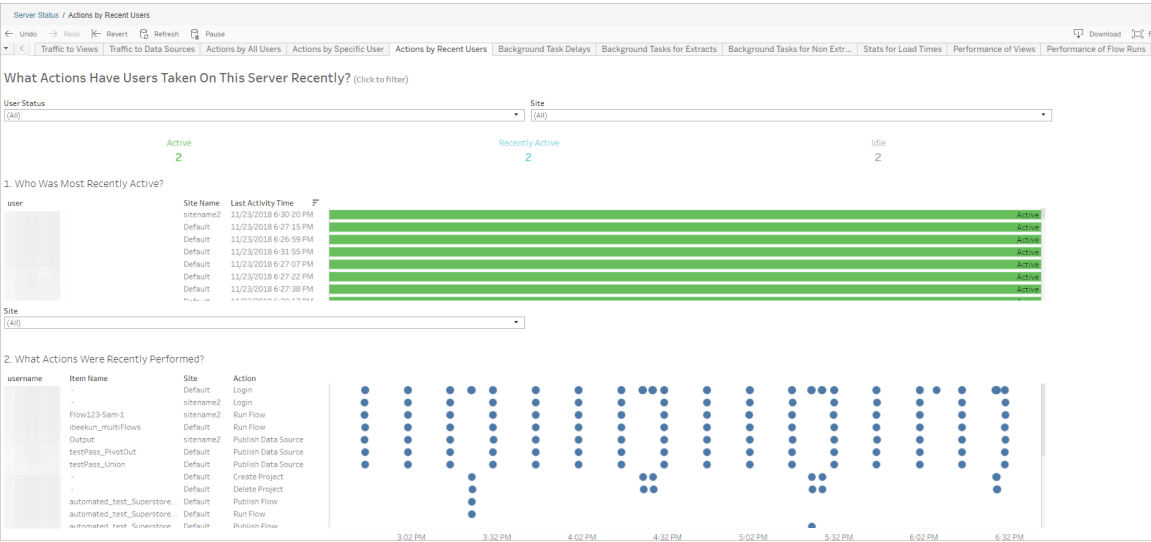 Server Status / Actions by Recent Users
Undo Redo Revert Refresh Pause Download
Traffic to Views Traffic to Data Sources Actions by All Users Actions by Specific User Actions by Recent Users Background Task Delays Background Tasks for Extracts Background Tasks for Non Extr... Stats for Load Times Performance of Views Performance of Flow Runs
What Actions Have Users Taken On This Server Recently? (Click to filter)
User Status Site
(All) (All)
Active Recently Active Idle
2 2 2
1. Who Was Most Recently Active?
user Site Name Last Activity Time
sitename2 11/23/2018 6:30:20 PM Active
Default 11/23/2018 6:27:15 PM Active
Default 11/23/2018 6:26:59 PM Active
Default 11/23/2018 6:31:55 PM Active
Default 11/23/2018 6:27:07 PM Active
Default 11/23/2018 6:27:22 PM Active
Default 11/23/2018 6:27:38 PM Active
Site
(All)
2. What Actions Were Recently Performed?
username Item Name Site Action
- Default Login
- sitename2 Login
Flow123-Sam-1 sitename2 Run Flow
ibeekun_multiFlows Default Run Flow
Output sitename2 Publish Data Source
testPass_PivotOut Default Publish Data Source
testPass_Union Default Publish Data Source
- Default Create Project
- Default Delete Project
automated_test_Superstore... Default Publish Flow
automated_test_Superstore... Default Run Flow
automated_test_Superstore... Default Publish Flow
3:02 PM 3:32 PM 4:02 PM 4:32 PM 5:02 PM 5:32 PM 6:02 PM 6:32 PM